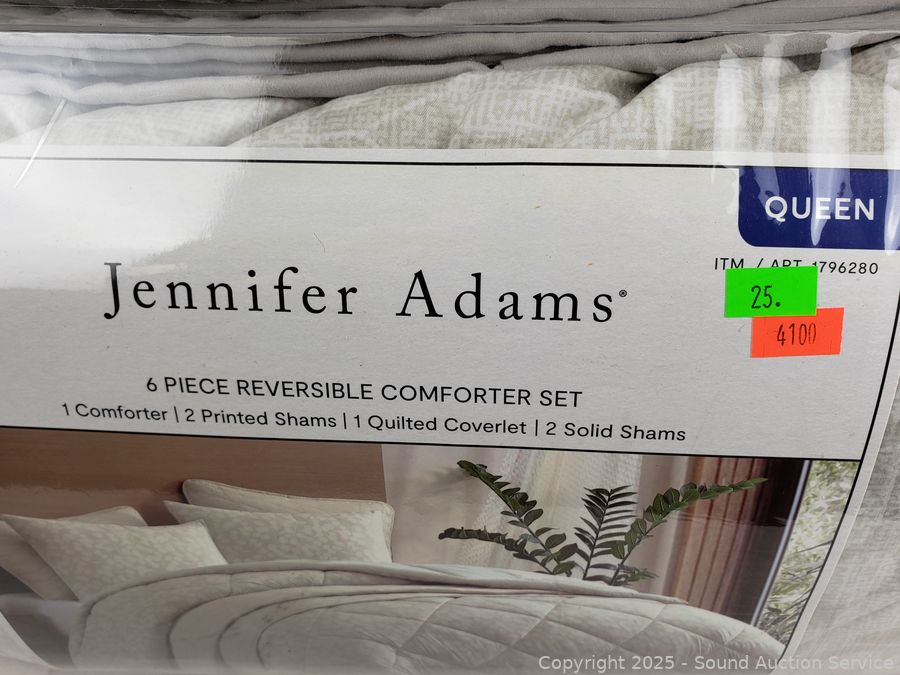 QUEEN
ITM. / ART. 1796280
Jennifer Adams®
25.
4100
6 PIECE REVERSIBLE COMFORTER SET
1 Comforter | 2 Printed Shams | 1 Quilted Coverlet | 2 Solid Shams
Copyright 2025 - Sound Auction Service